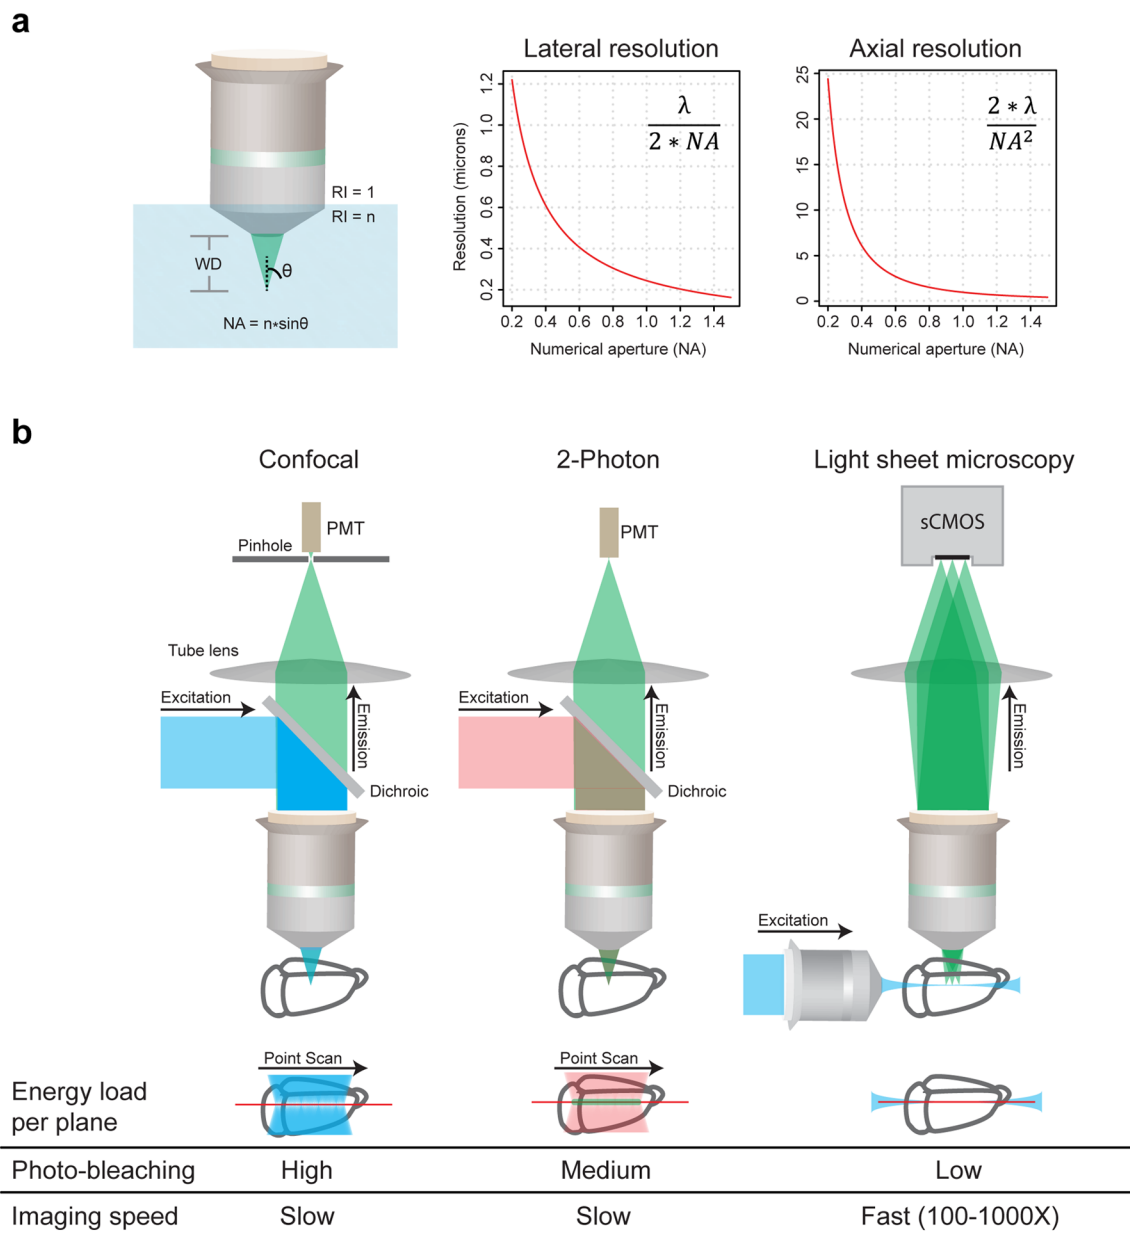 a
RI = 1
RI = n
WD
θ
NA = n*sinθ
Lateral resolution
λ
2 * NA
Resolution (microns)
1.2
1.0
0.8
0.6
0.4
0.2
0.2 0.4 0.6 0.8 1.0 1.2 1.4
Numerical aperture (NA)
Axial resolution
2 * λ
NA²
25
20
15
10
5
0
0.2 0.4 0.6 0.8 1.0 1.2 1.4
Numerical aperture (NA)
b
Confocal
PMT
Pinhole
Tube lens
Excitation
Emission
Dichroic
2-Photon
PMT
Excitation
Emission
Dichroic
Light sheet microscopy
sCMOS
Emission
Excitation
Point Scan
Point Scan
Energy load
per plane
Photo-bleaching High Medium Low
Imaging speed Slow Slow Fast (100-1000X)